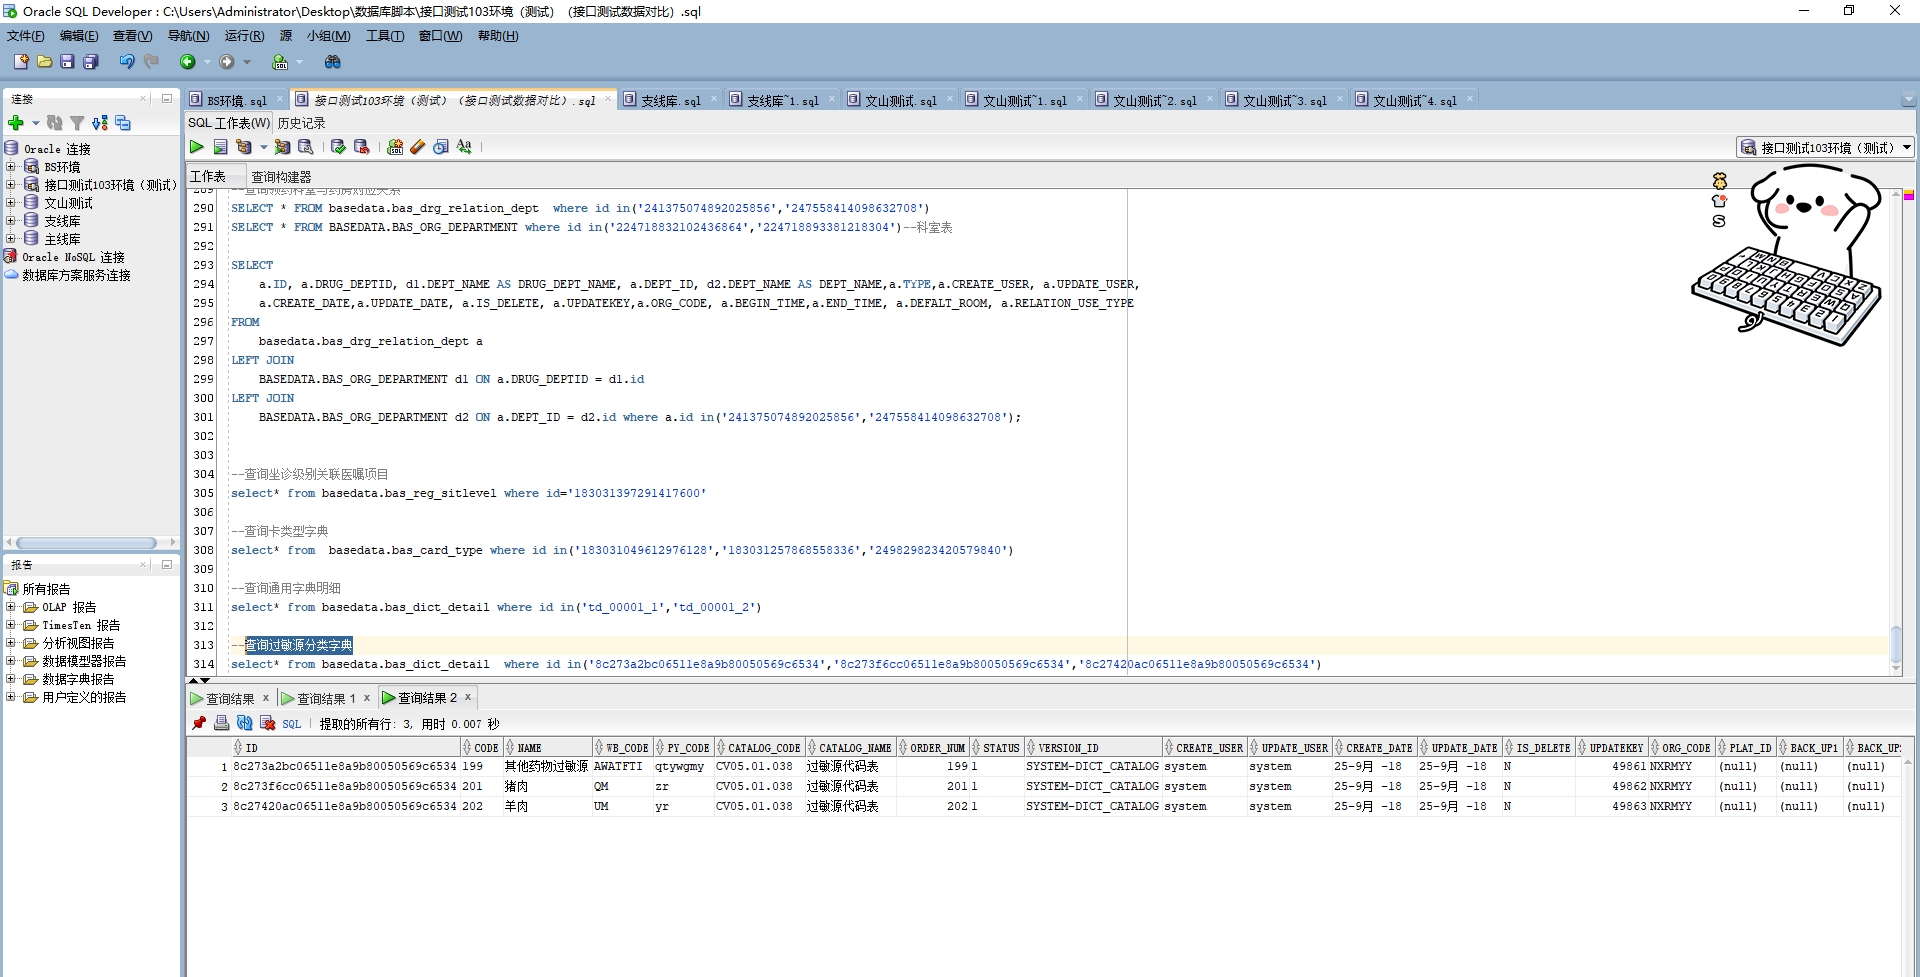 Oracle SQL Developer : C:\Users\Administrator\Desktop\数据库脚本\接口测试103环境（测试）（接口测试数据对比）.sql
文件(F) 编辑(E) 查看(V) 导航(N) 运行(R) 源 小组(M) 工具(T) 窗口(W) 帮助(H)
连接
Oracle 连接
BS环境
接口测试103环境（测试）
文山测试
支线库
主线库
Oracle NoSQL 连接
数据库方案服务连接
报告
所有报告
OLAP 报告
TimesTen 报告
分析视图报告
数据模型器报告
数据字典报告
用户定义的报告
BS环境.sql 接口测试103环境（测试）（接口测试数据对比）.sql 支线库.sql 支线库~1.sql 文山测试.sql 文山测试~1.sql 文山测试~2.sql 文山测试~3.sql 文山测试~4.sql
SQL 工作表(W) 历史记录
接口测试103环境（测试）
工作表 查询构建器
289 --查询领药科室与药房对应关系
290 SELECT * FROM basedata.bas_drg_relation_dept  where id in('241375074892025856','247558414098632708')
291 SELECT * FROM BASEDATA.BAS_ORG_DEPARTMENT where id in('224718832102436864','224718893381218304')--科室表
292
293 SELECT
294 a.ID, a.DRUG_DEPTID, d1.DEPT_NAME AS DRUG_DEPT_NAME, a.DEPT_ID, d2.DEPT_NAME AS DEPT_NAME,a.TYPE,a.CREATE_USER, a.UPDATE_USER,
295 a.CREATE_DATE,a.UPDATE_DATE, a.IS_DELETE, a.UPDATEKEY,a.ORG_CODE, a.BEGIN_TIME,a.END_TIME, a.DEFALT_ROOM, a.RELATION_USE_TYPE
296 FROM
297 basedata.bas_drg_relation_dept a
298 LEFT JOIN
299 BASEDATA.BAS_ORG_DEPARTMENT d1 ON a.DRUG_DEPTID = d1.id
300 LEFT JOIN
301 BASEDATA.BAS_ORG_DEPARTMENT d2 ON a.DEPT_ID = d2.id where a.id in('241375074892025856','247558414098632708');
302
303
304 --查询坐诊级别关联医嘱项目
305 select* from basedata.bas_reg_sitlevel where id='183031397291417600'
306
307 --查询卡类型字典
308 select* from  basedata.bas_card_type where id in('183031049612976128','183031257868558336','249829823420579840')
309
310 --查询通用字典明细
311 select* from basedata.bas_dict_detail where id in('td_00001_1','td_00001_2')
312
313 --查询过敏源分类字典
314 select* from basedata.bas_dict_detail  where id in('8c273a2bc06511e8a9b80050569c6534','8c273f6cc06511e8a9b80050569c6534','8c27420ac06511e8a9b80050569c6534')
查询结果 查询结果 1 查询结果 2
SQL 提取的所有行: 3, 用时 0.007 秒
ID CODE NAME WB_CODE PY_CODE CATALOG_CODE CATALOG_NAME ORDER_NUM STATUS VERSION_ID CREATE_USER UPDATE_USER CREATE_DATE UPDATE_DATE IS_DELETE UPDATEKEY ORG_CODE PLAT_ID BACK_UP1 BACK_UP
1 8c273a2bc06511e8a9b80050569c6534 199 其他药物过敏源 AWATFTI qtywgmy CV05.01.038 过敏源代码表 199 1 SYSTEM-DICT_CATALOG system system 25-9月 -18 25-9月 -18 N 49861 NXRMYY (null) (null) (null)
2 8c273f6cc06511e8a9b80050569c6534 201 猪肉 QM zr CV05.01.038 过敏源代码表 201 1 SYSTEM-DICT_CATALOG system system 25-9月 -18 25-9月 -18 N 49862 NXRMYY (null) (null) (null)
3 8c27420ac06511e8a9b80050569c6534 202 羊肉 UM yr CV05.01.038 过敏源代码表 202 1 SYSTEM-DICT_CATALOG system system 25-9月 -18 25-9月 -18 N 49863 NXRMYY (null) (null) (null)